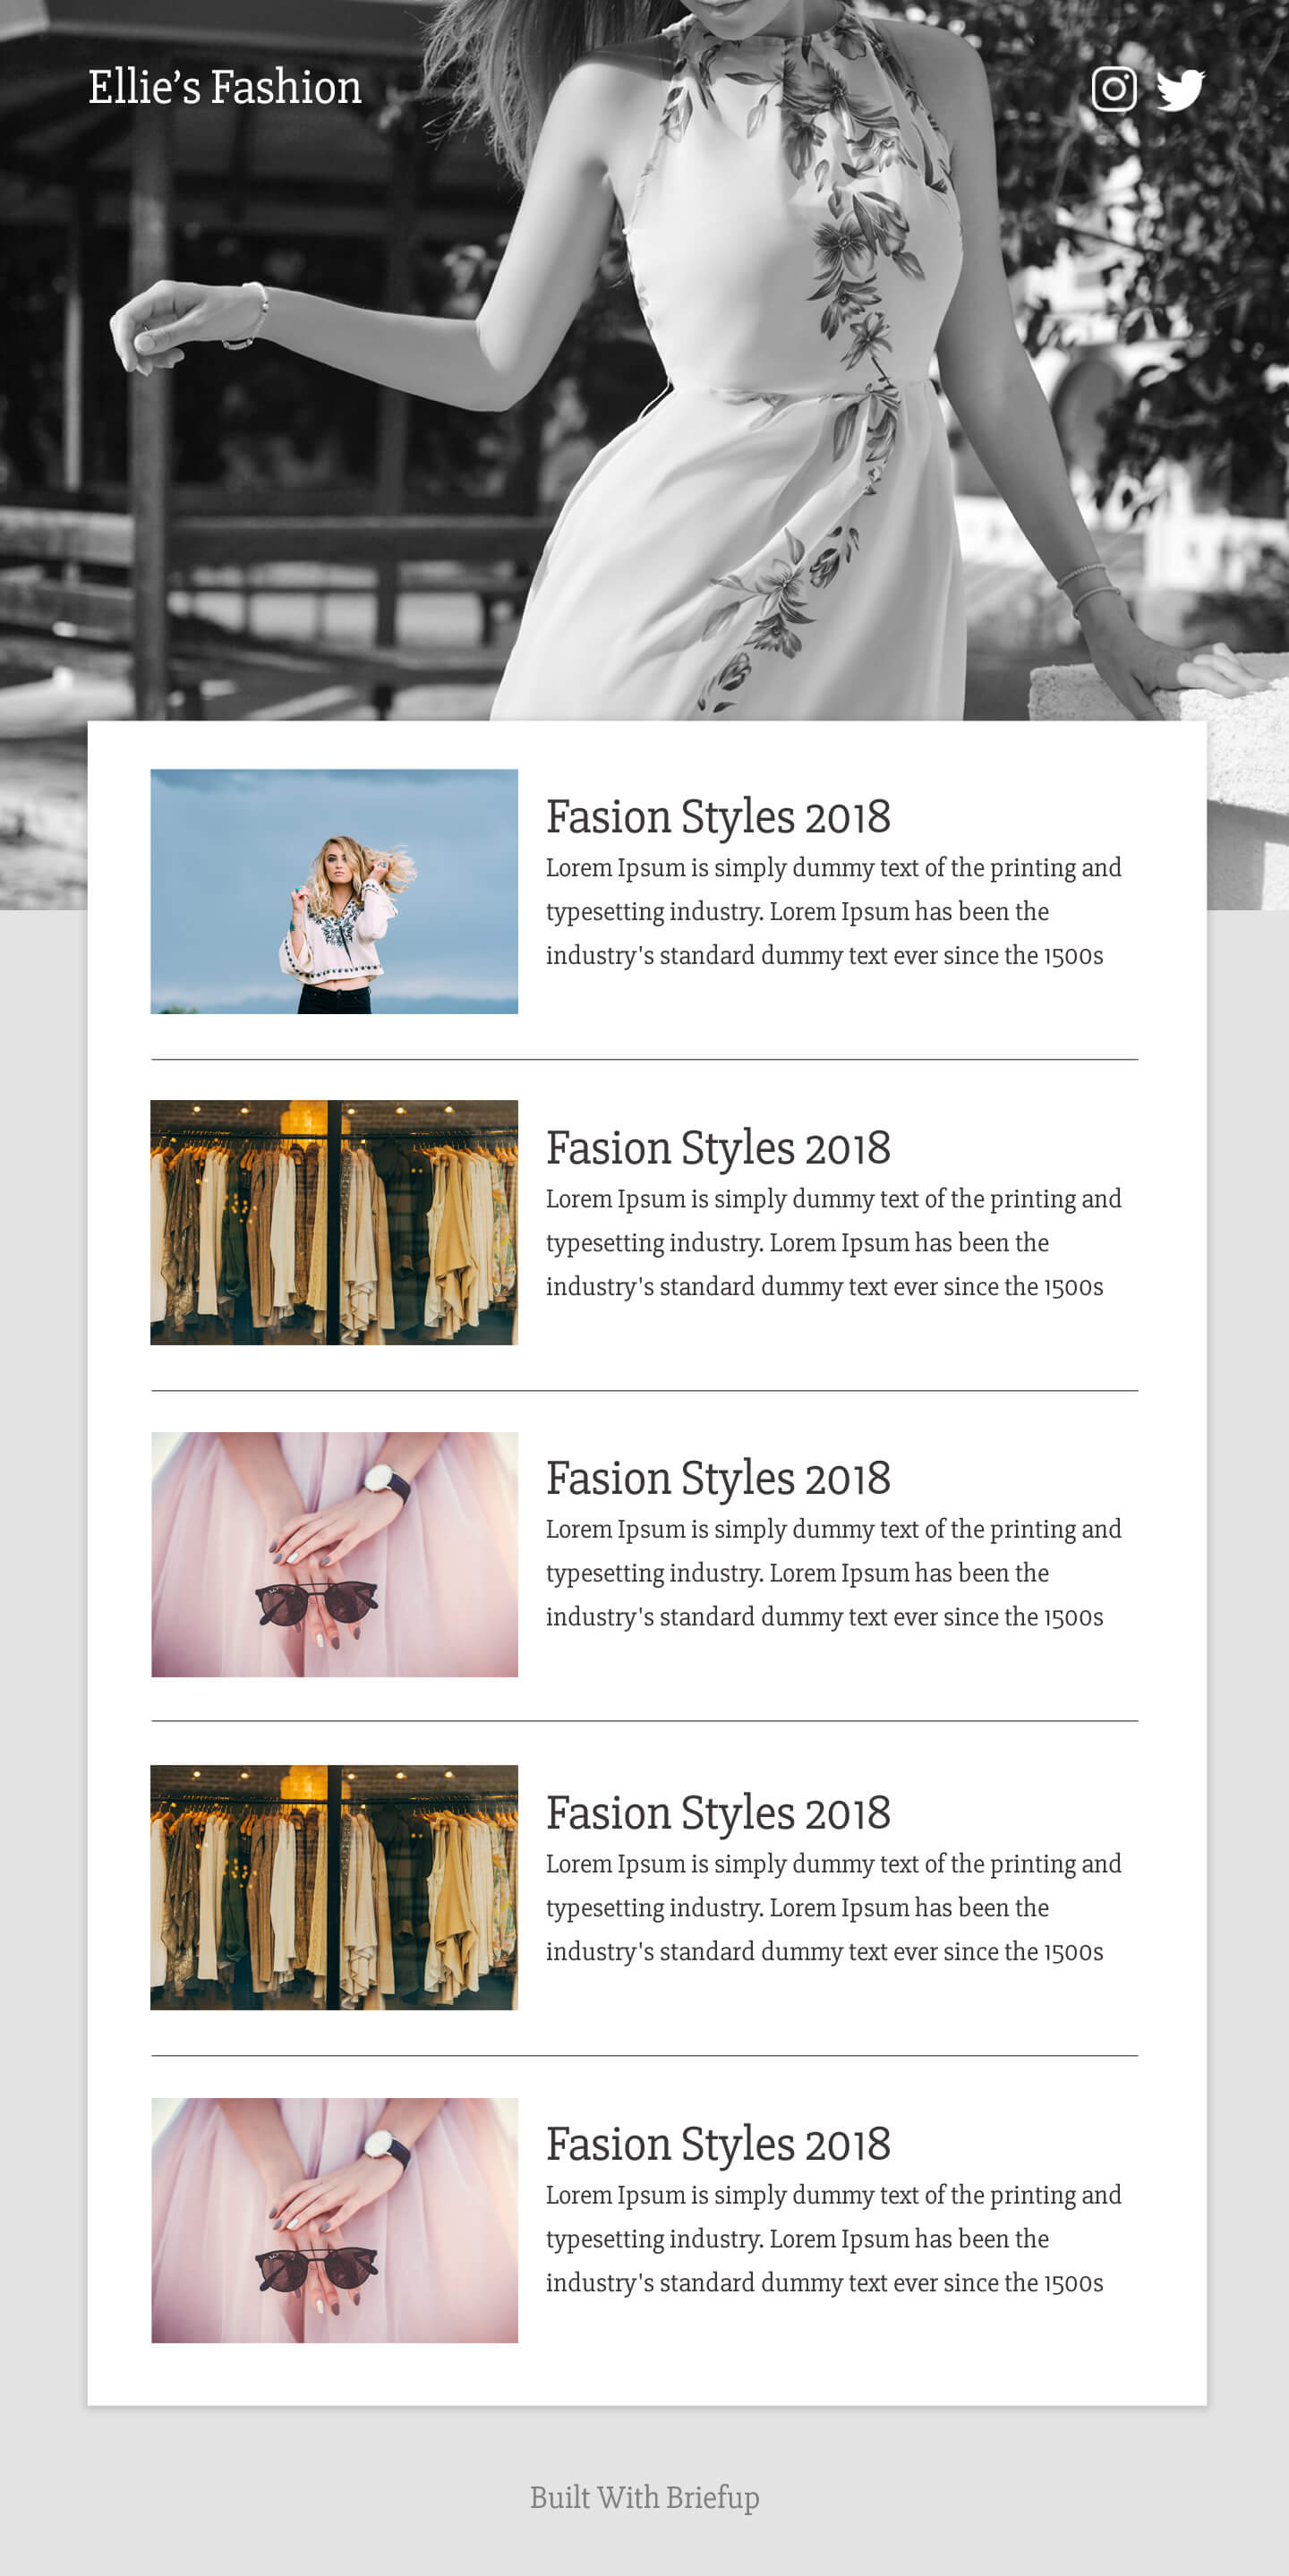 Ellie’s Fashion
Fasion Styles 2018
Lorem Ipsum is simply dummy text of the printing and
typesetting industry. Lorem Ipsum has been the
industry's standard dummy text ever since the 1500s
Fasion Styles 2018
Lorem Ipsum is simply dummy text of the printing and
typesetting industry. Lorem Ipsum has been the
industry's standard dummy text ever since the 1500s
Fasion Styles 2018
Lorem Ipsum is simply dummy text of the printing and
typesetting industry. Lorem Ipsum has been the
industry's standard dummy text ever since the 1500s
Fasion Styles 2018
Lorem Ipsum is simply dummy text of the printing and
typesetting industry. Lorem Ipsum has been the
industry's standard dummy text ever since the 1500s
Fasion Styles 2018
Lorem Ipsum is simply dummy text of the printing and
typesetting industry. Lorem Ipsum has been the
industry's standard dummy text ever since the 1500s
Built With Briefup